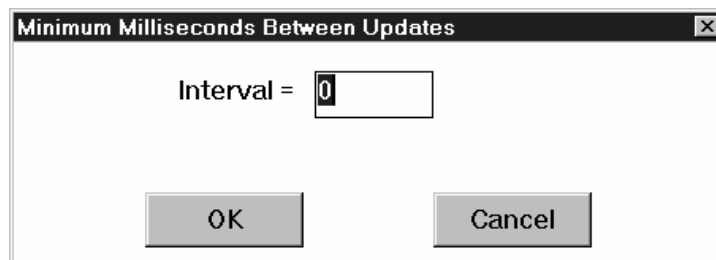 Minimum Milliseconds Between Updates
Interval = 0
OK Cancel